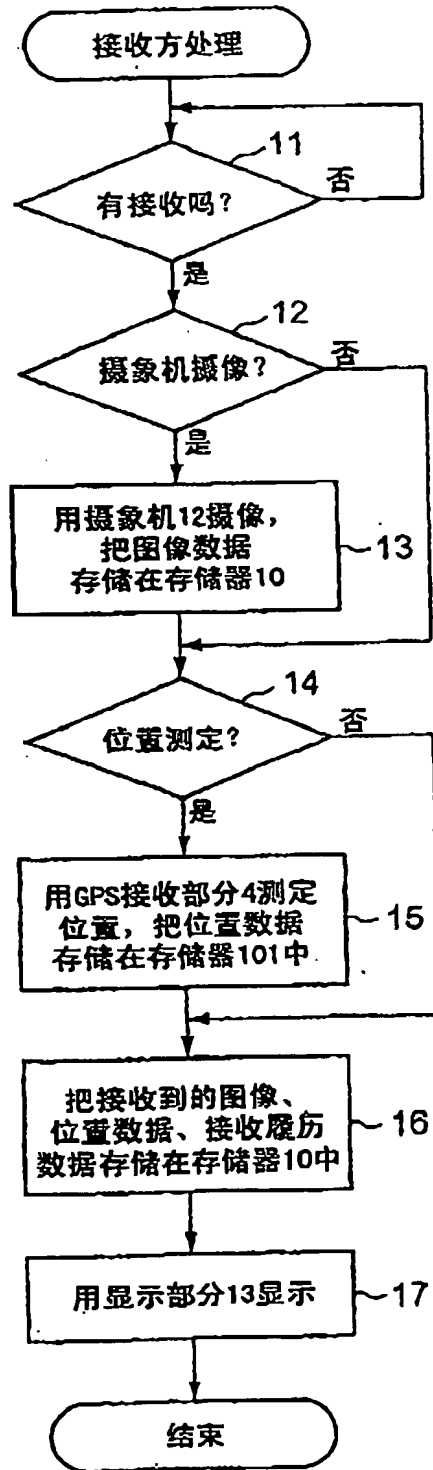 接收方处理
11
有接收吗?
否
是
12
摄象机摄像?
否
是
用摄象机12摄像,
把图像数据
存储在存储器10
13
14
位置测定?
否
是
用GPS接收部分4测定
位置,把位置数据
存储在存储器101中
15
把接收到的图像、
位置数据、接收履历
数据存储在存储器10中
16
用显示部分13显示
17
结束